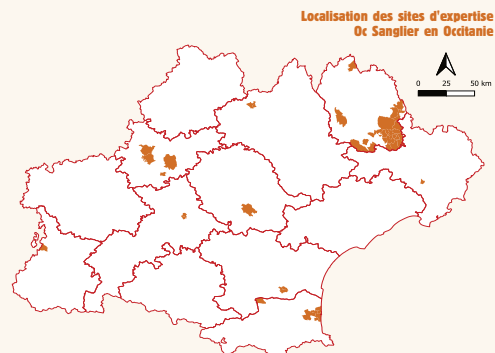 Localisation des sites d'expertise
Oc Sanglier en Occitanie
0 25 50 km